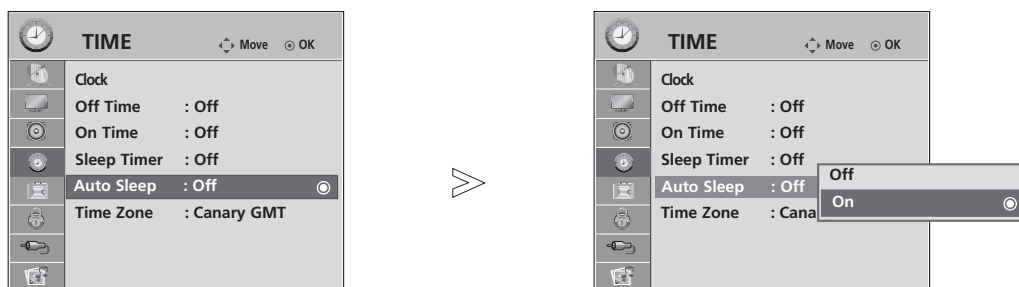 TIME Move OK
Clock
Off Time : Off
On Time : Off
Sleep Timer : Off
Auto Sleep : Off
Time Zone : Canary GMT
TIME Move OK
Clock
Off Time : Off
On Time : Off
Sleep Timer : Off
Auto Sleep : Off
Time Zone : Cana
Off
On